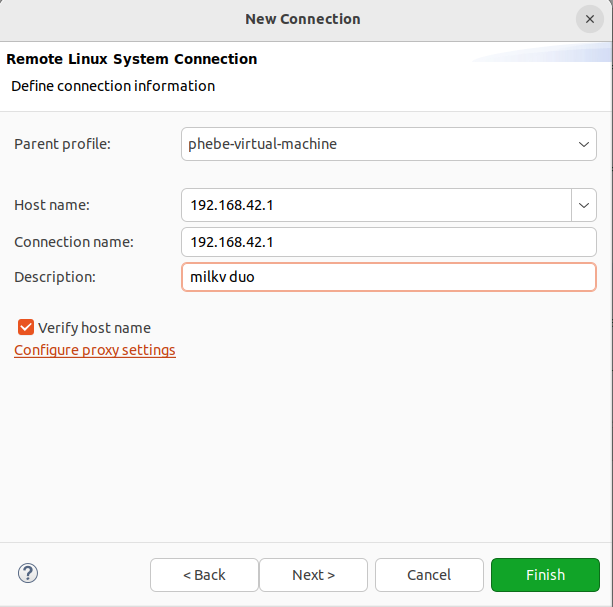 New Connection
Remote Linux System Connection
Define connection information
Parent profile: phebe-virtual-machine
Host name: 192.168.42.1
Connection name: 192.168.42.1
Description: milkv duo
Verify host name
Configure proxy settings
? < Back Next > Cancel Finish